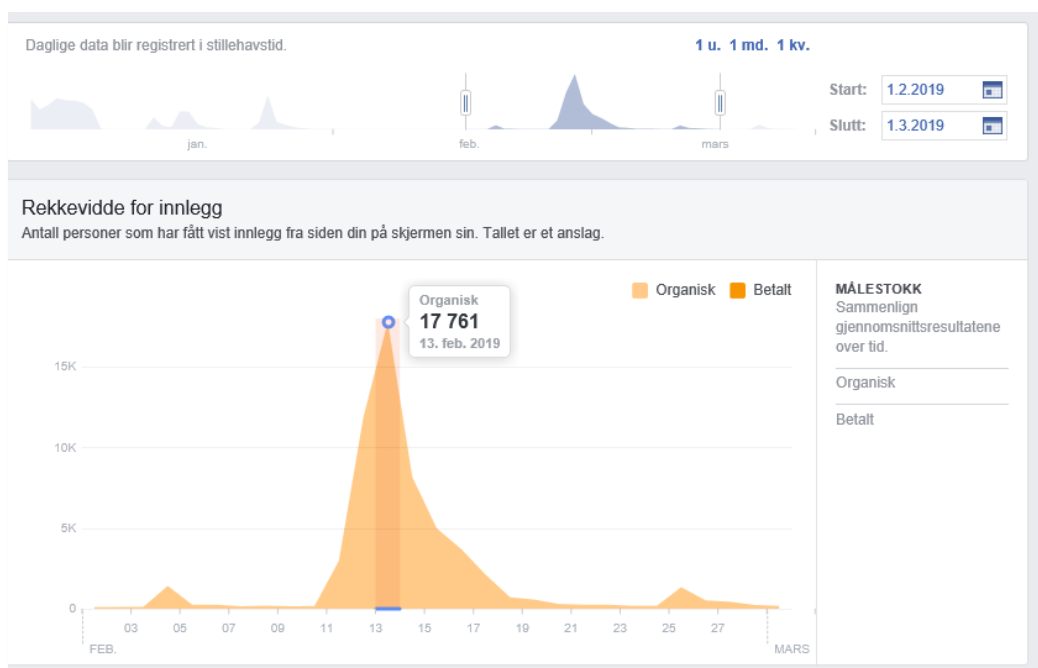 Daglige data blir registrert i stillehavstid.
1 u. 1 md. 1 kv.
Start: 1.2.2019
Slutt: 1.3.2019
jan. feb. mars
Rekkevidde for innlegg
Antall personer som har fått vist innlegg fra siden din på skjermen sin. Tallet er et anslag.
Organisk Betalt
Organisk
17 761
13. feb. 2019
15K
10K
5K
0
03 05 07 09 11 13 15 17 19 21 23 25 27
FEB. MARS
MÅLESTOKK
Sammenlign
gjennomsnittsresultatene
over tid.
Organisk
Betalt